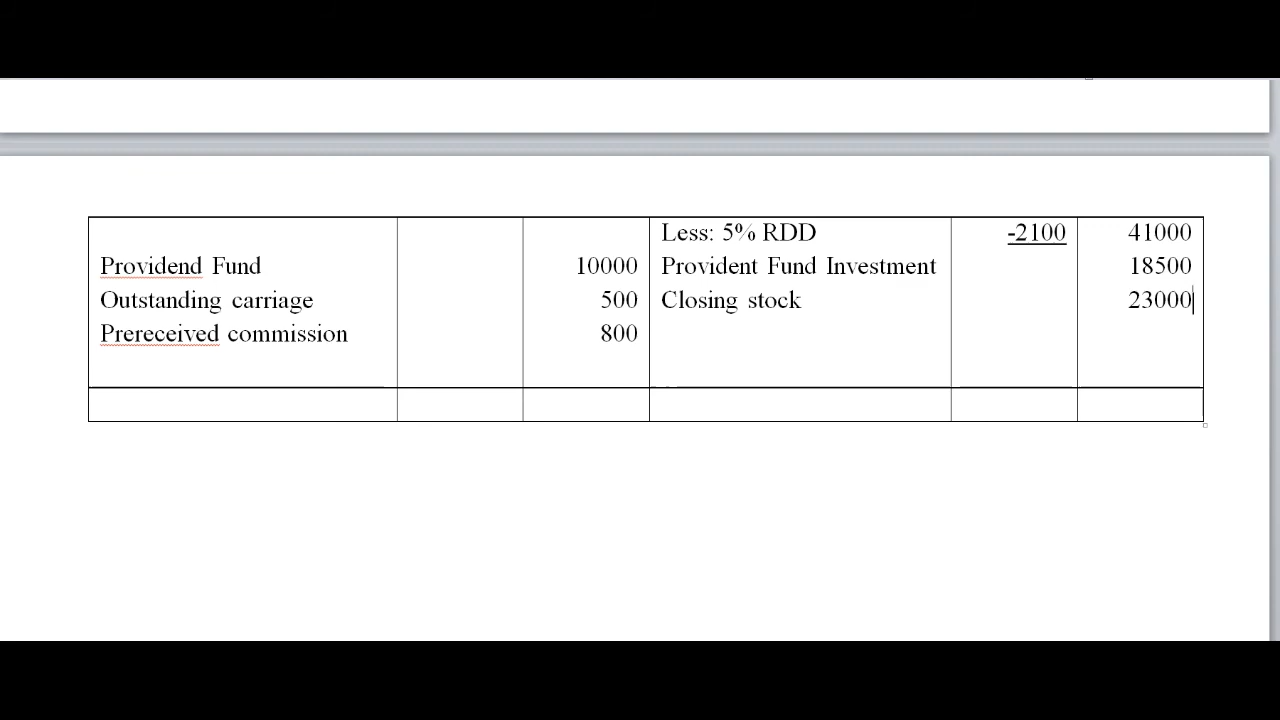 Less: 5% RDD -2100 41000
Providend Fund 10000 Provident Fund Investment 18500
Outstanding carriage 500 Closing stock 23000
Prereceived commission 800